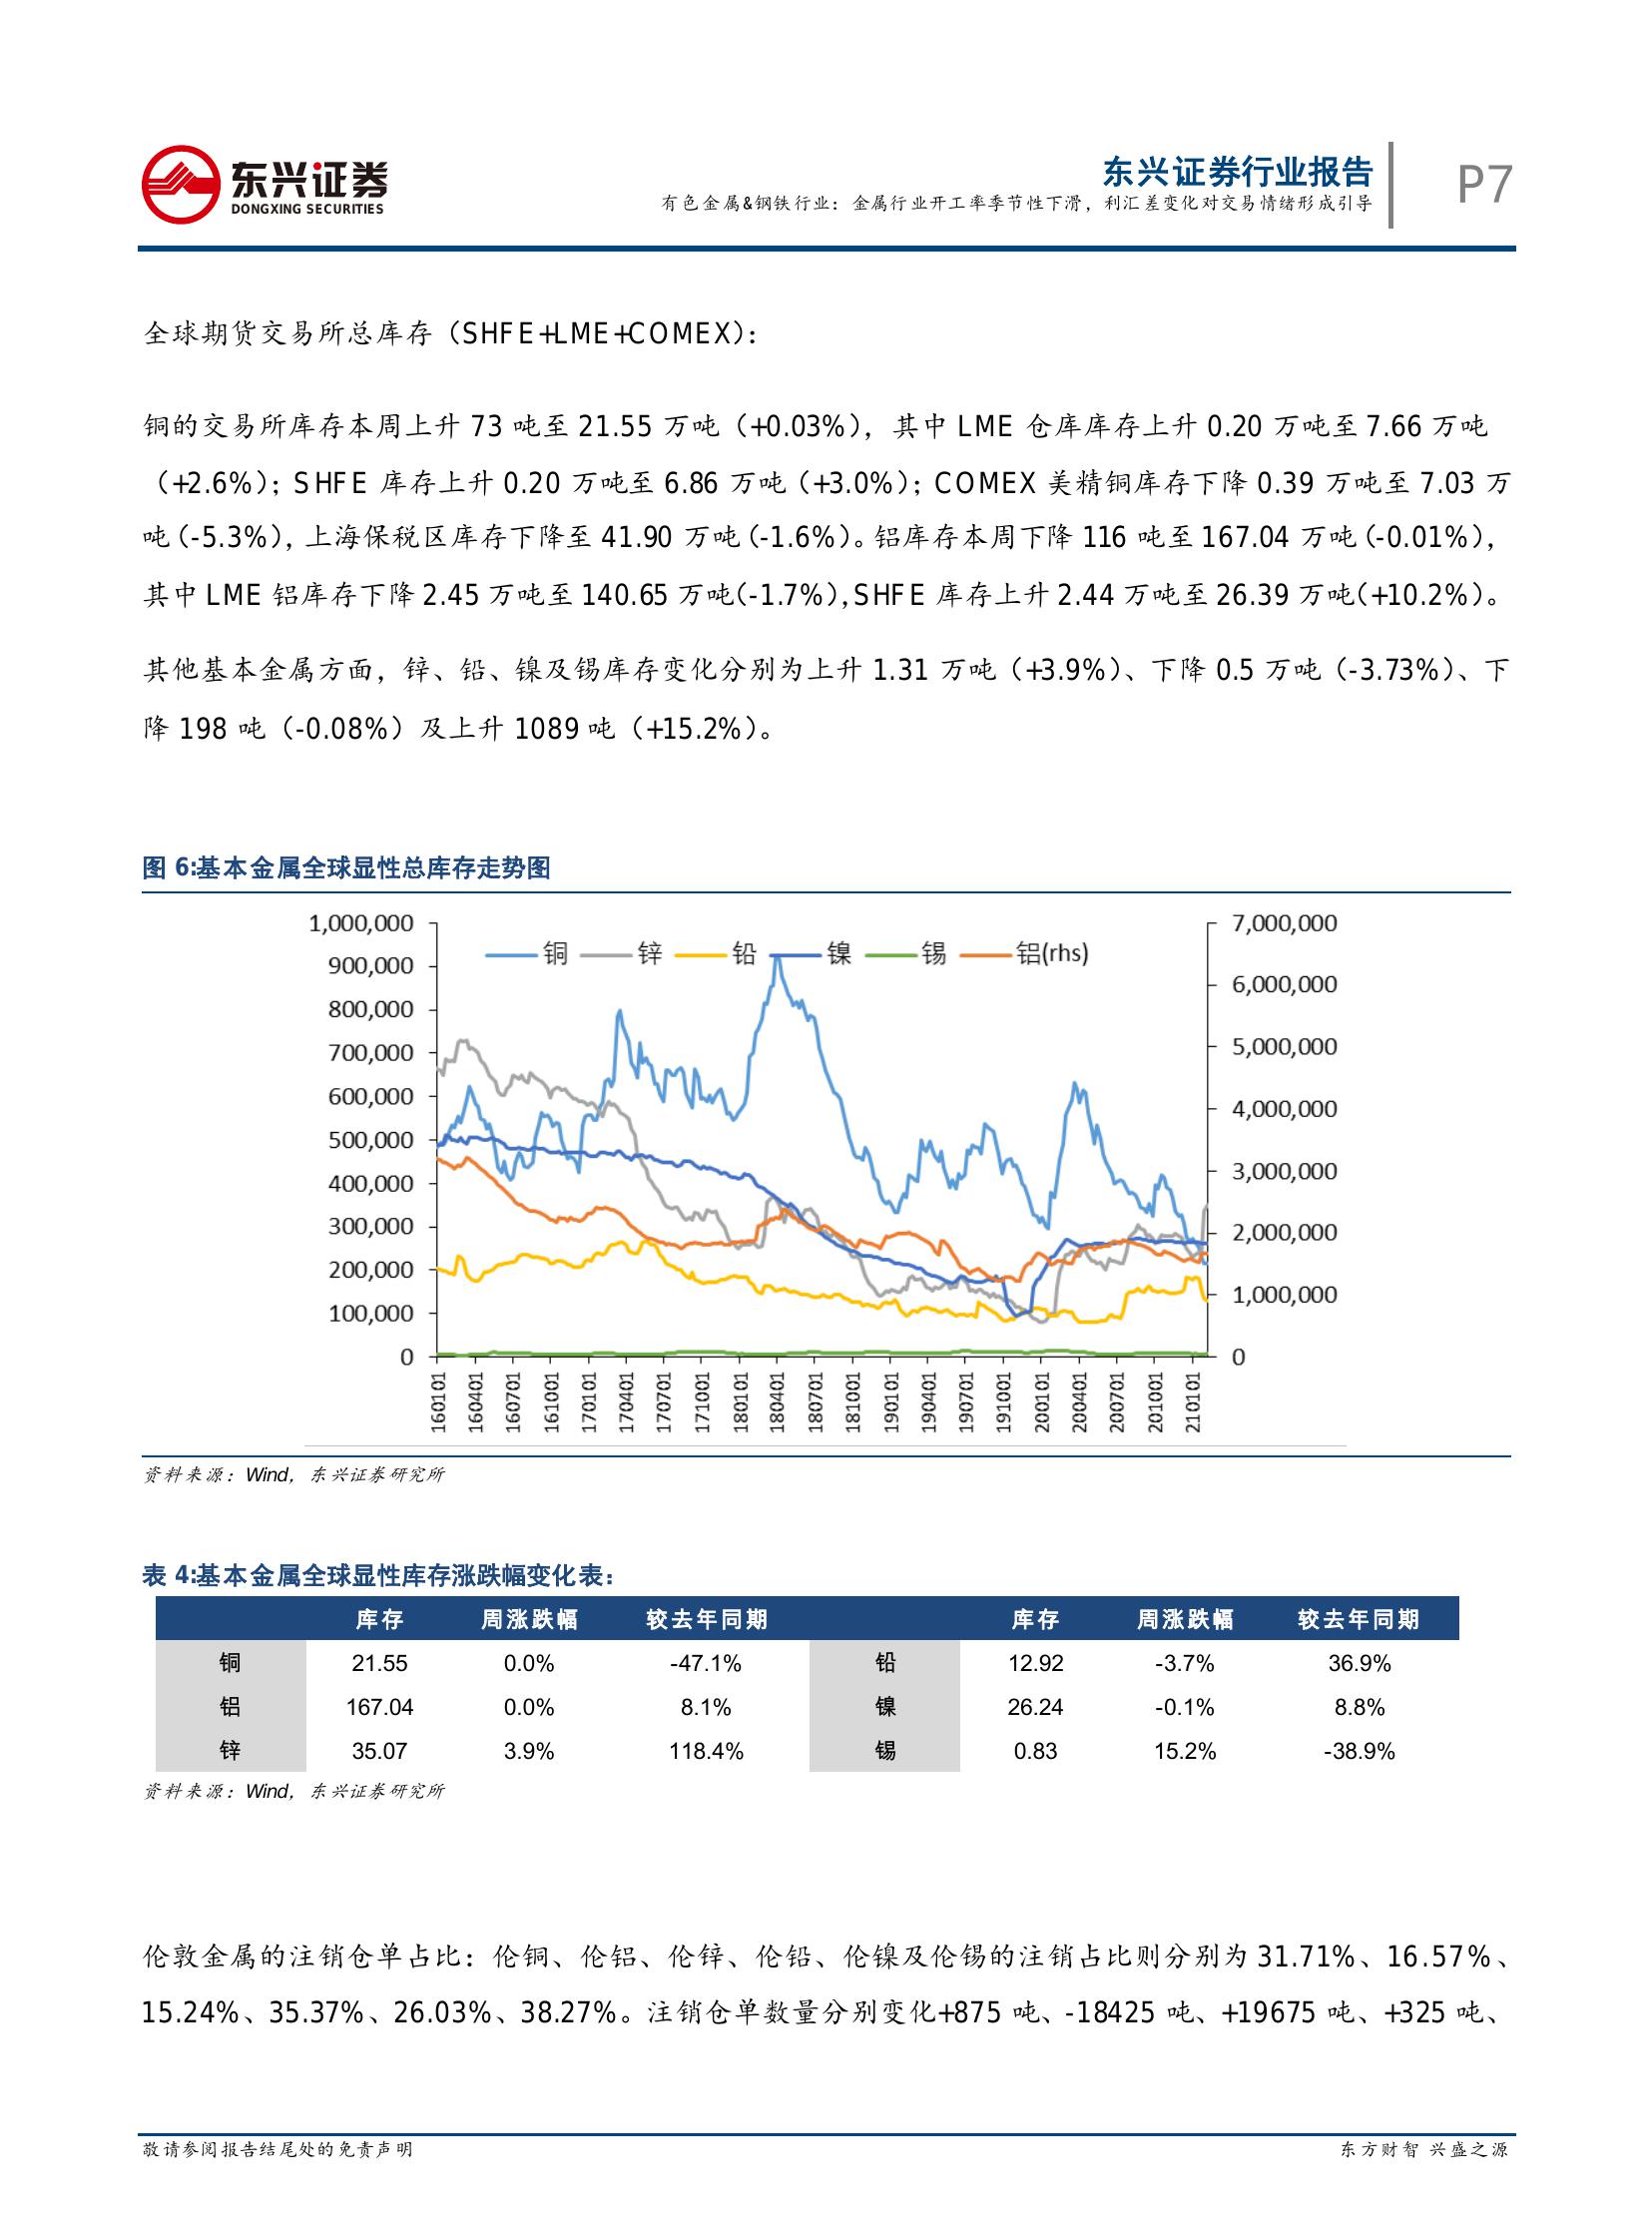 东兴证券
DONGXING SECURITIES
东兴证券行业报告
有色金属&钢铁行业：金属行业开工率季节性下滑，利汇差变化对交易情绪形成引导
P7
全球期货交易所总库存（SHFE+LME+COMEX）：
铜的交易所库存本周上升 73 吨至 21.55 万吨（+0.03%），其中 LME 仓库库存上升 0.20 万吨至 7.66 万吨
（+2.6%）；SHFE 库存上升 0.20 万吨至 6.86 万吨（+3.0%）；COMEX 美精铜库存下降 0.39 万吨至 7.03 万
吨（-5.3%），上海保税区库存下降至 41.90 万吨（-1.6%）。铝库存本周下降 116 吨至 167.04 万吨（-0.01%），
其中 LME 铝库存下降 2.45 万吨至 140.65 万吨（-1.7%），SHFE 库存上升 2.44 万吨至 26.39 万吨（+10.2%）。
其他基本金属方面，锌、铅、镍及锡库存变化分别为上升 1.31 万吨（+3.9%）、下降 0.5 万吨（-3.73%）、下
降 198 吨（-0.08%）及上升 1089 吨（+15.2%）。
图 6:基本金属全球显性总库存走势图
铜 锌 铅 镍 锡 铝(rhs)
1,000,000
900,000
800,000
700,000
600,000
500,000
400,000
300,000
200,000
100,000
0
7,000,000
6,000,000
5,000,000
4,000,000
3,000,000
2,000,000
1,000,000
0
160101 160401 160701 161001 170101 170401 170701 171001 180101 180401 180701 181001 190101 190401 190701 191001 200101 200401 200701 201001 210101
资料来源：Wind，东兴证券研究所
表 4:基本金属全球显性库存涨跌幅变化表：
库存 周涨跌幅 较去年同期 库存 周涨跌幅 较去年同期
铜 21.55 0.0% -47.1% 铅 12.92 -3.7% 36.9%
铝 167.04 0.0% 8.1% 镍 26.24 -0.1% 8.8%
锌 35.07 3.9% 118.4% 锡 0.83 15.2% -38.9%
资料来源：Wind，东兴证券研究所
伦敦金属的注销仓单占比：伦铜、伦铝、伦锌、伦铅、伦镍及伦锡的注销占比则分别为 31.71%、16.57%、
15.24%、35.37%、26.03%、38.27%。注销仓单数量分别变化+875 吨、-18425 吨、+19675 吨、+325 吨、
敬请参阅报告结尾处的免责声明
东方财智 兴盛之源